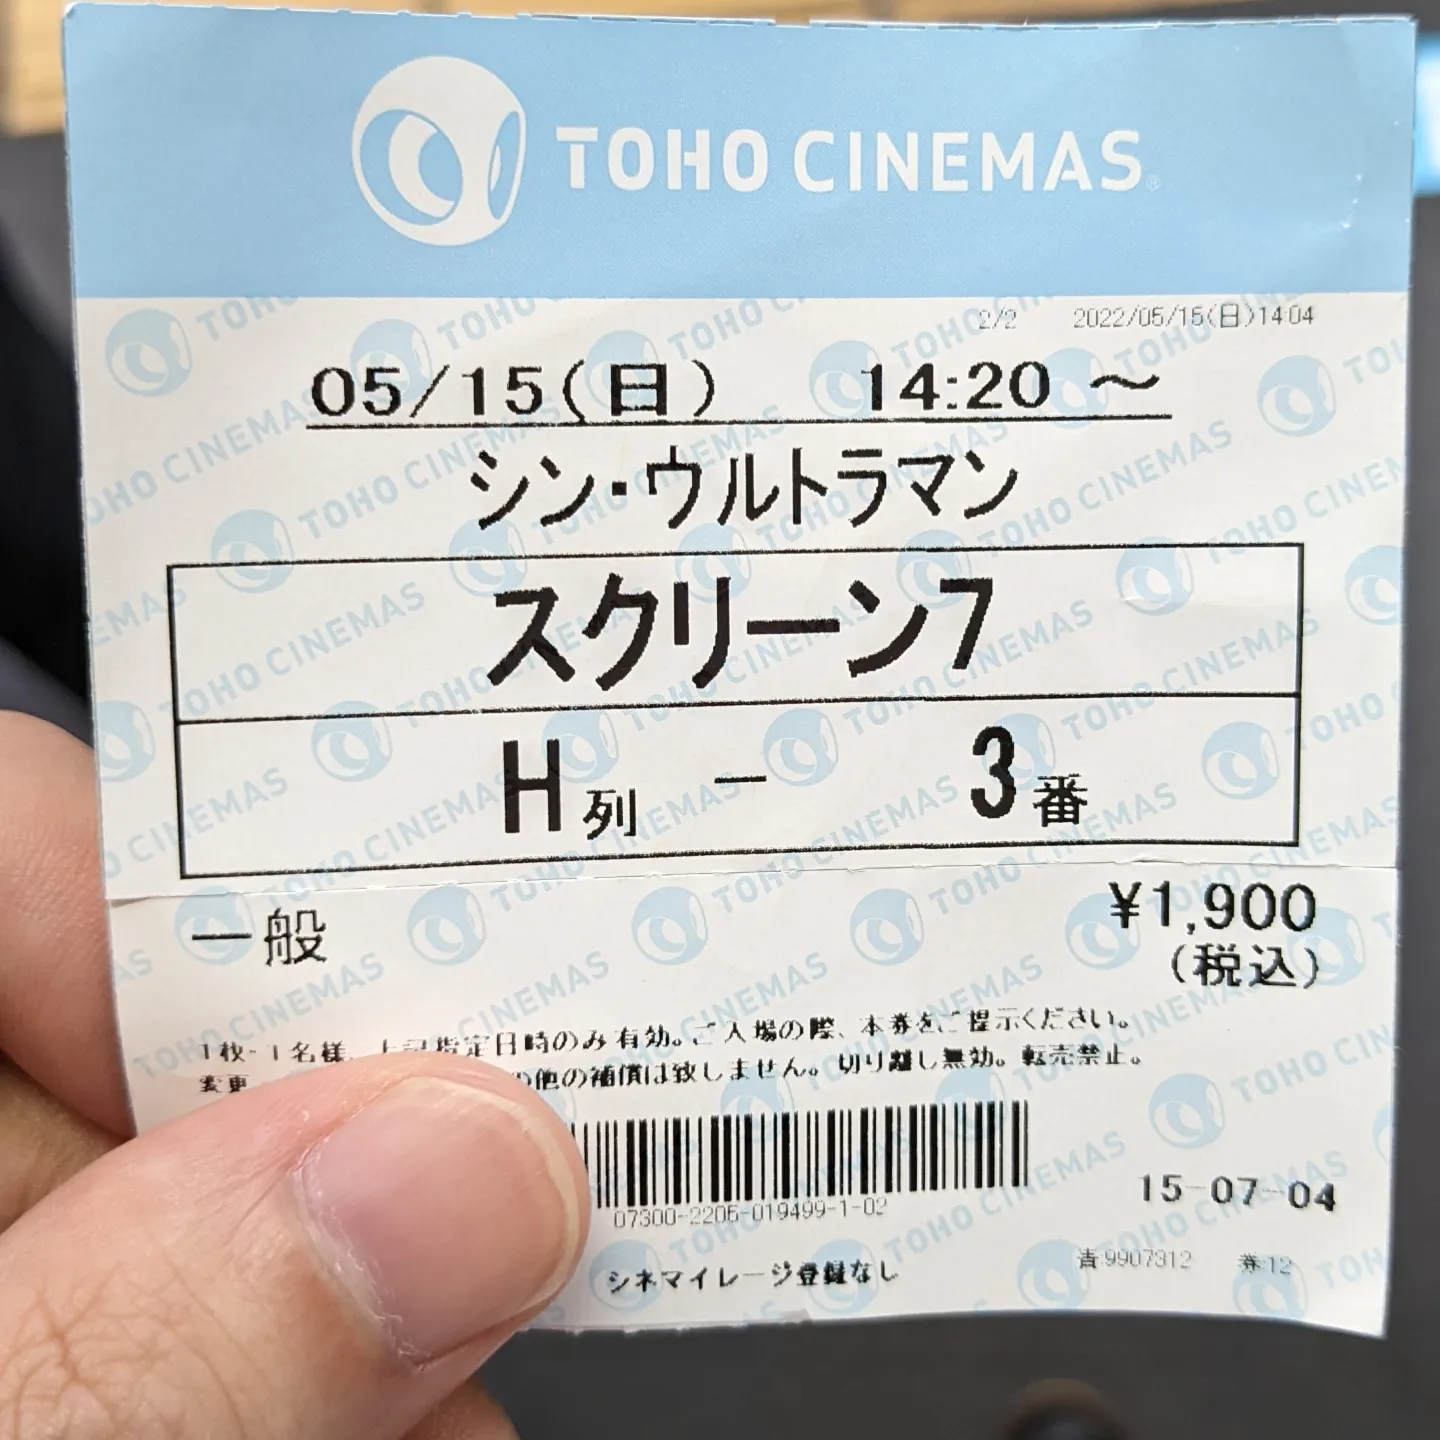 TOHO CINEMAS
2/2 2022/05/15(日)14:04
05/15(日) 14:20 ～
シン・ウルトラマン
スクリーン7
H列 － 3番
一般 ¥1,900
(税込)
1枚-1名様、上記指定日時のみ有効。ご入場の際、本券をご提示ください。
変更 の他の補償は致しません。切り離し無効。転売禁止。
07300-2205-019499-1-02
15-07-04
シネマイレージ登録なし
青:9907312 券:12